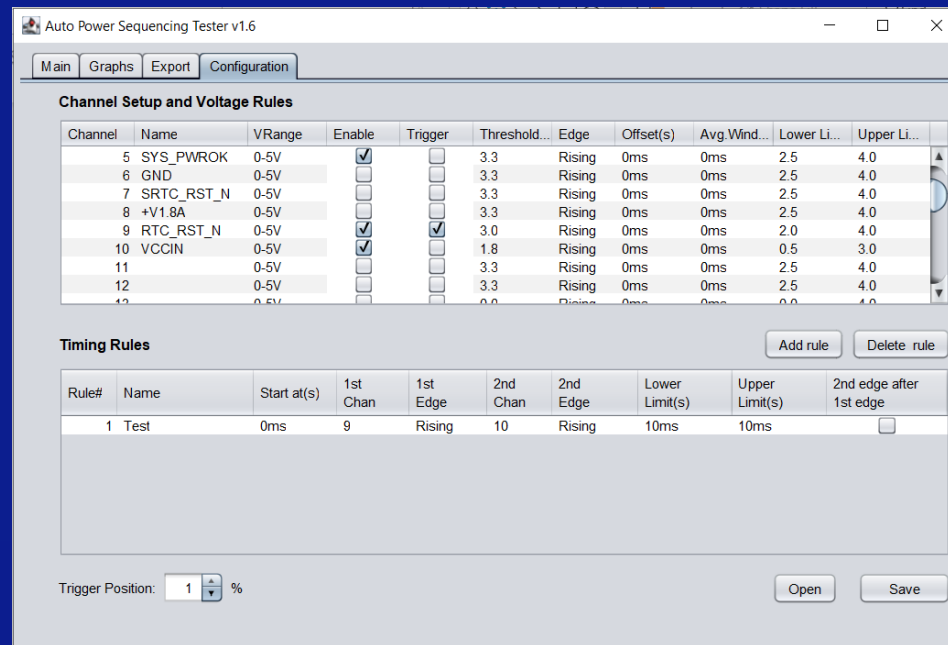 Auto Power Sequencing Tester v1.6
Main Graphs Export Configuration
Channel Setup and Voltage Rules
Channel Name VRange Enable Trigger Threshold... Edge Offset(s) Avg.Wind... Lower Li... Upper Li...
5 SYS_PWROK 0-5V 3.3 Rising 0ms 0ms 2.5 4.0
6 GND 0-5V 3.3 Rising 0ms 0ms 2.5 4.0
7 SRTC_RST_N 0-5V 3.3 Rising 0ms 0ms 2.5 4.0
8 +V1.8A 0-5V 3.3 Rising 0ms 0ms 2.5 4.0
9 RTC_RST_N 0-5V 3.0 Rising 0ms 0ms 2.0 4.0
10 VCCIN 0-5V 1.8 Rising 0ms 0ms 0.5 3.0
11 0-5V 3.3 Rising 0ms 0ms 2.5 4.0
12 0-5V 3.3 Rising 0ms 0ms 2.5 4.0
Timing Rules Add rule Delete rule
Rule# Name Start at(s) 1st Chan 1st Edge 2nd Chan 2nd Edge Lower Limit(s) Upper Limit(s) 2nd edge after 1st edge
1 Test 0ms 9 Rising 10 Rising 10ms 10ms
Trigger Position: 1 % Open Save